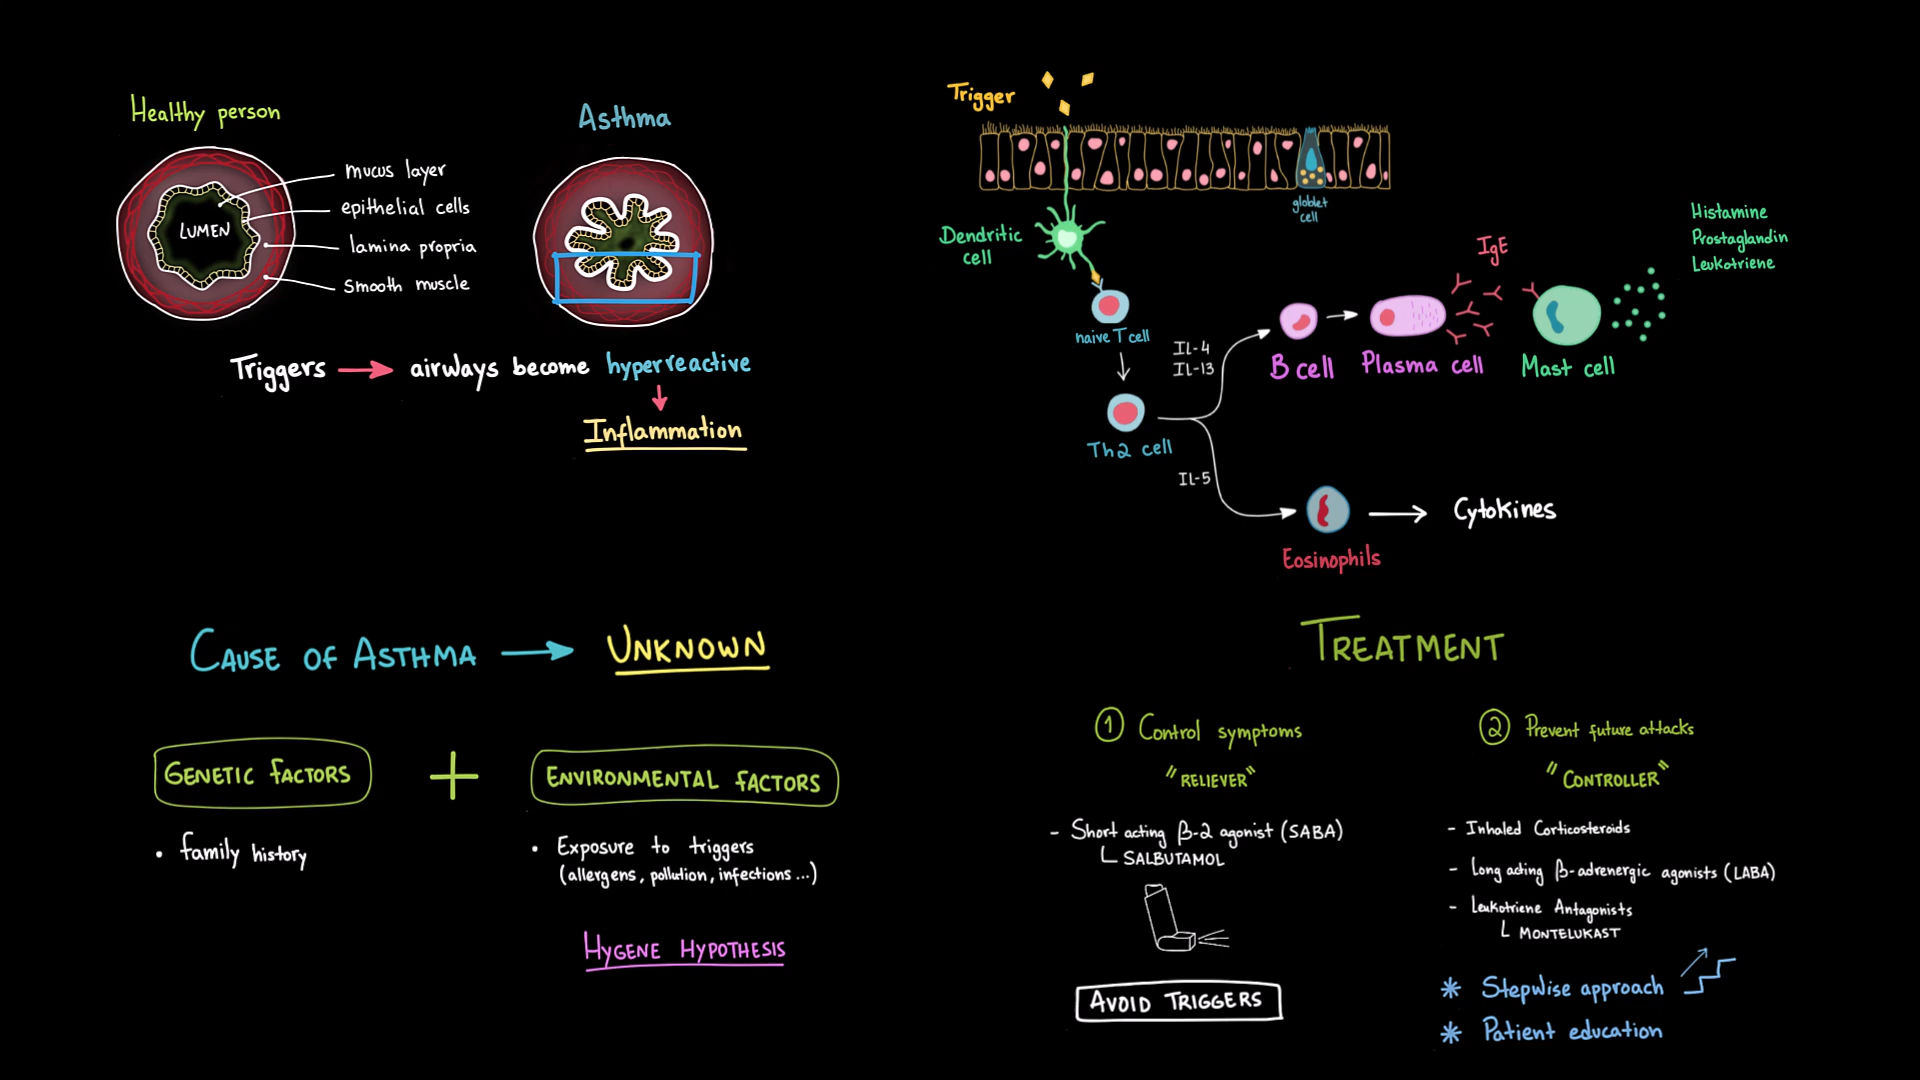 Healthy person
LUMEN
mucus layer
epithelial cells
lamina propria
smooth muscle
Asthma
Triggers → airways become hyperreactive
Inflammation
Trigger
globlet
cell
Dendritic
cell
naive T cell
Th2 cell
IL-4
IL-13
IL-5
B cell
Plasma cell
IgE
Mast cell
Histamine
Prostaglandin
Leukotriene
Eosinophils
Cytokines
CAUSE OF ASTHMA → UNKNOWN
GENETIC FACTORS
+
ENVIRONMENTAL FACTORS
• family history
• Exposure to triggers
(allergens, pollution, infections...)
HYGENE HYPOTHESIS
TREATMENT
1 Control symptoms
"RELIEVER"
- Short acting β-2 agonist (SABA)
SALBUTAMOL
AVOID TRIGGERS
2 Prevent future attacks
"CONTROLLER"
- Inhaled Corticosteroids
- Long acting β-adrenergic agonists (LABA)
- Leukotriene Antagonists
MONTELUKAST
* Stepwise approach
* Patient education